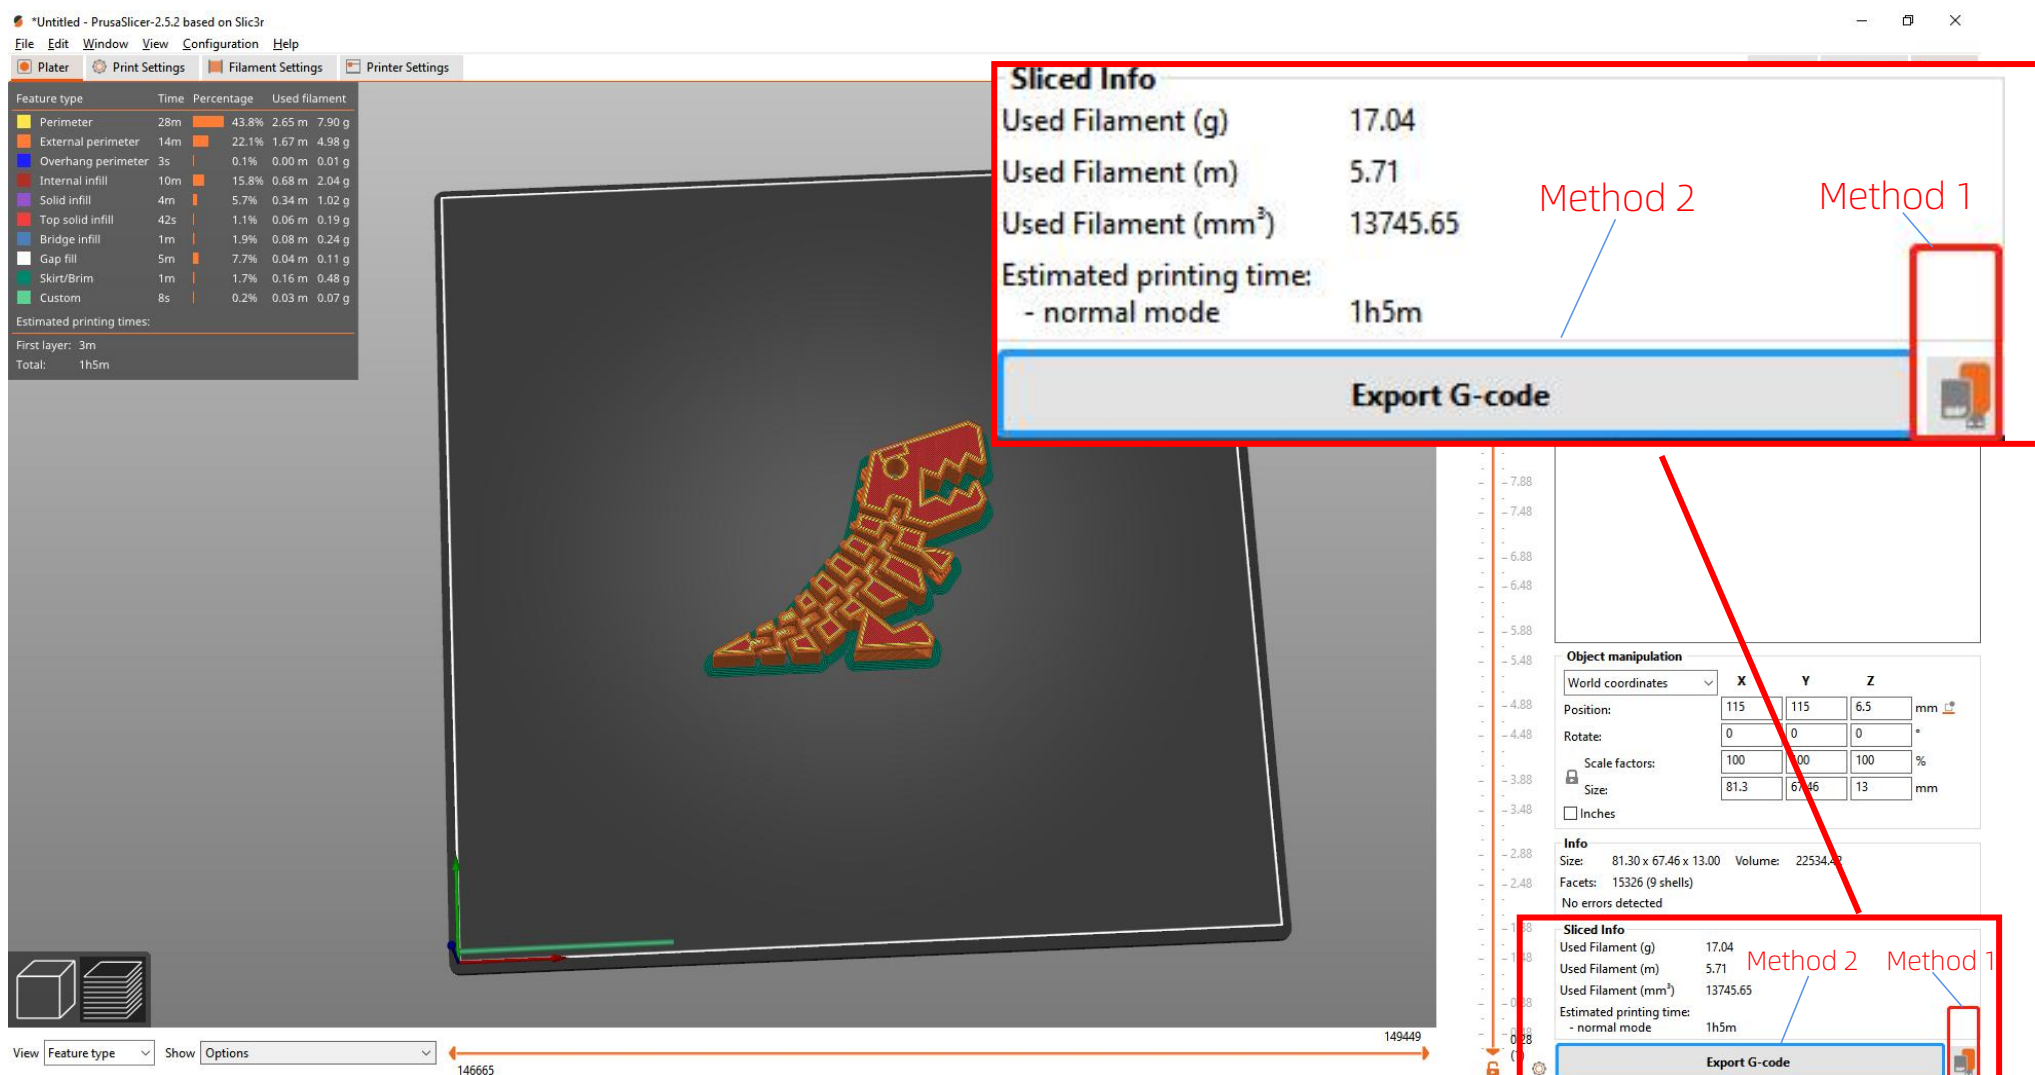 *Untitled - PrusaSlicer-2.5.2 based on Slic3r
File Edit Window View Configuration Help
Plater Print Settings Filament Settings Printer Settings
Feature type Time Percentage Used filament
Perimeter 28m 43.8% 2.65 m 7.90 g
External perimeter 14m 22.1% 1.67 m 4.98 g
Overhang perimeter 3s 0.1% 0.00 m 0.01 g
Internal infill 10m 15.8% 0.68 m 2.04 g
Solid infill 4m 5.7% 0.34 m 1.02 g
Top solid infill 42s 1.1% 0.06 m 0.19 g
Bridge infill 1m 1.9% 0.08 m 0.24 g
Gap fill 5m 7.7% 0.04 m 0.11 g
Skirt/Brim 1m 1.7% 0.16 m 0.48 g
Custom 8s 0.2% 0.03 m 0.07 g
Estimated printing times:
First layer: 3m
Total: 1h5m
Sliced Info
Used Filament (g) 17.04
Used Filament (m) 5.71
Method 2 Method 1
Used Filament (mm³) 13745.65
Estimated printing time:
- normal mode 1h5m
Export G-code
7.88
7.48
6.88
6.48
5.88
5.48
4.88
4.48
3.88
3.48
2.88
2.48
Object manipulation
World coordinates X Y Z
Position: 115 115 6.5 mm
Rotate: 0 0 0 °
Scale factors: 100 100 100 %
Size: 81.3 67.46 13 mm
Inches
Info
Size: 81.30 x 67.46 x 13.00 Volume: 22534.42
Facets: 15326 (9 shells)
No errors detected
Sliced Info
Used Filament (g) 17.04
Used Filament (m) 5.71
Method 2 Method 1
Used Filament (mm³) 13745.65
Estimated printing time:
- normal mode 1h5m
Export G-code
View Feature type Show Options
149449
146665